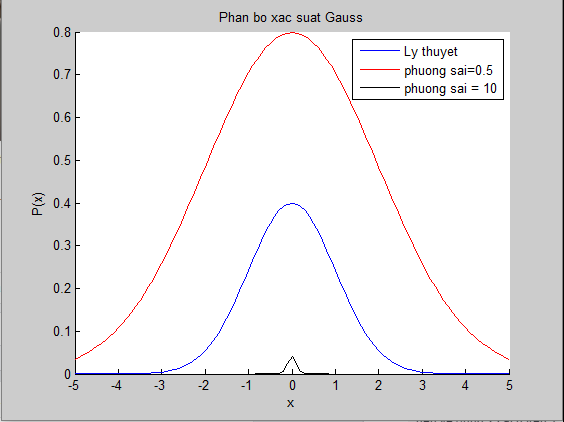 Phan bo xac suat Gauss
Ly thuyet
phuong sai=0.5
phuong sai = 10
P(x)
0.8
0.7
0.6
0.5
0.4
0.3
0.2
0.1
0
-5 -4 -3 -2 -1 0 1 2 3 4 5
x